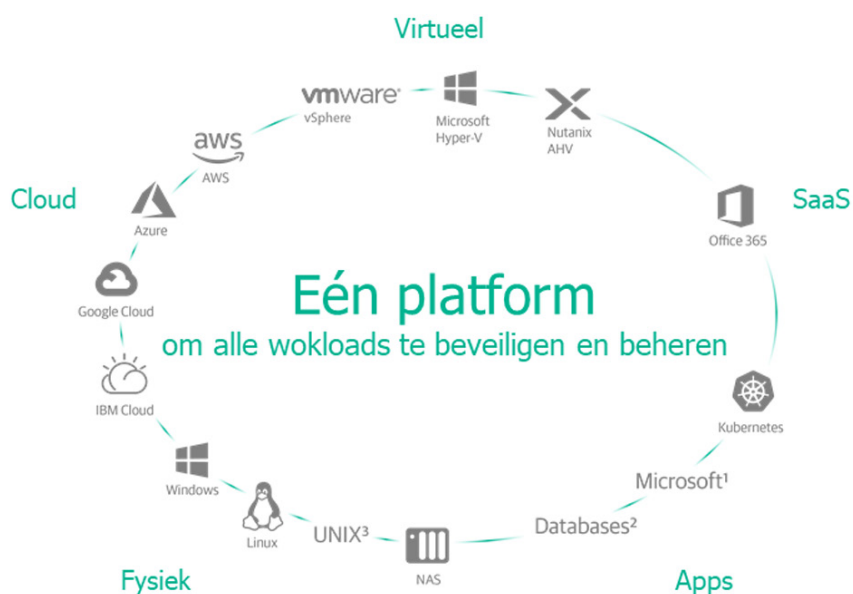 Virtueel
vmware®
vSphere
Microsoft
Hyper-V
Nutanix
AHV
aws
AWS
Cloud
SaaS
Azure
Office 365
Google Cloud
Eén platform
om alle wokloads te beveiligen en beheren
IBM Cloud
Kubernetes
Windows
Microsoft¹
Linux
UNIX³
Databases²
NAS
Fysiek
Apps